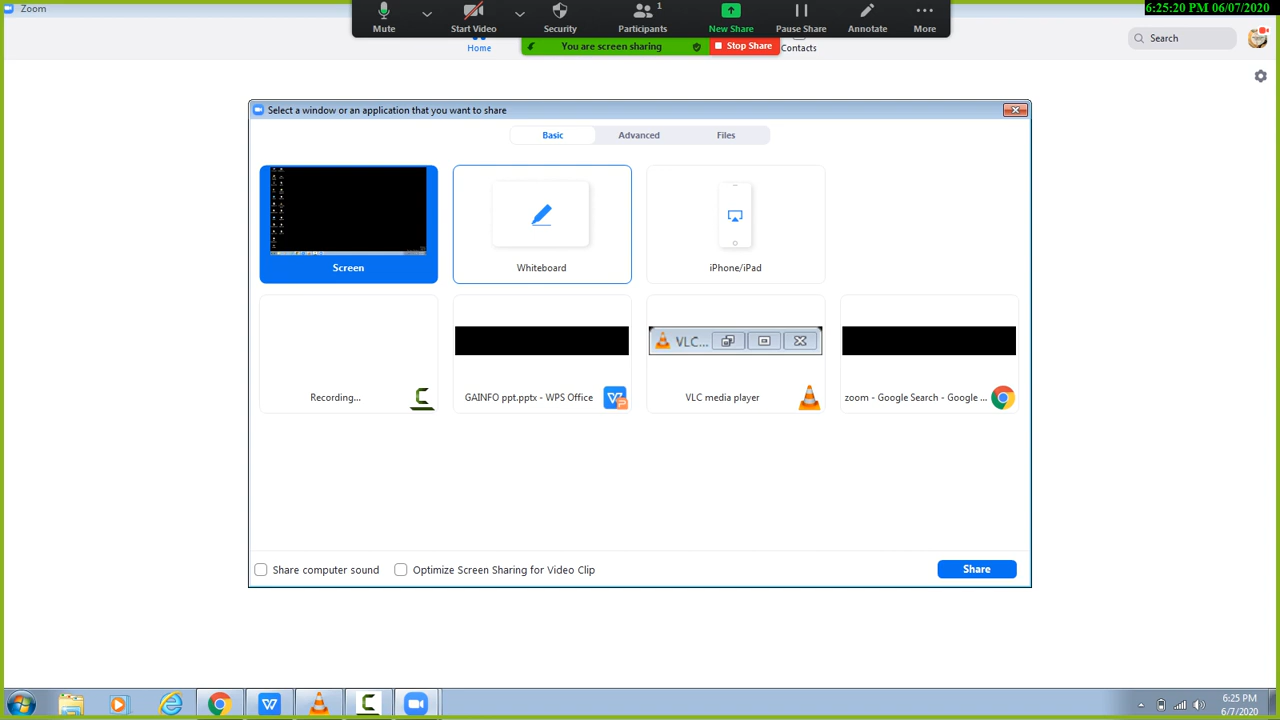 Zoom
6:25:20 PM 06/07/2020
Mute
Start Video
Security
Participants
1
New Share
Pause Share
Annotate
More
Home
You are screen sharing
Stop Share
Contacts
Search
Select a window or an application that you want to share
Basic
Advanced
Files
Screen
Whiteboard
iPhone/iPad
VLC...
Recording...
GAINFO ppt.pptx - WPS Office
VLC media player
zoom - Google Search - Google ...
Share computer sound
Optimize Screen Sharing for Video Clip
Share
6:25 PM
6/7/2020